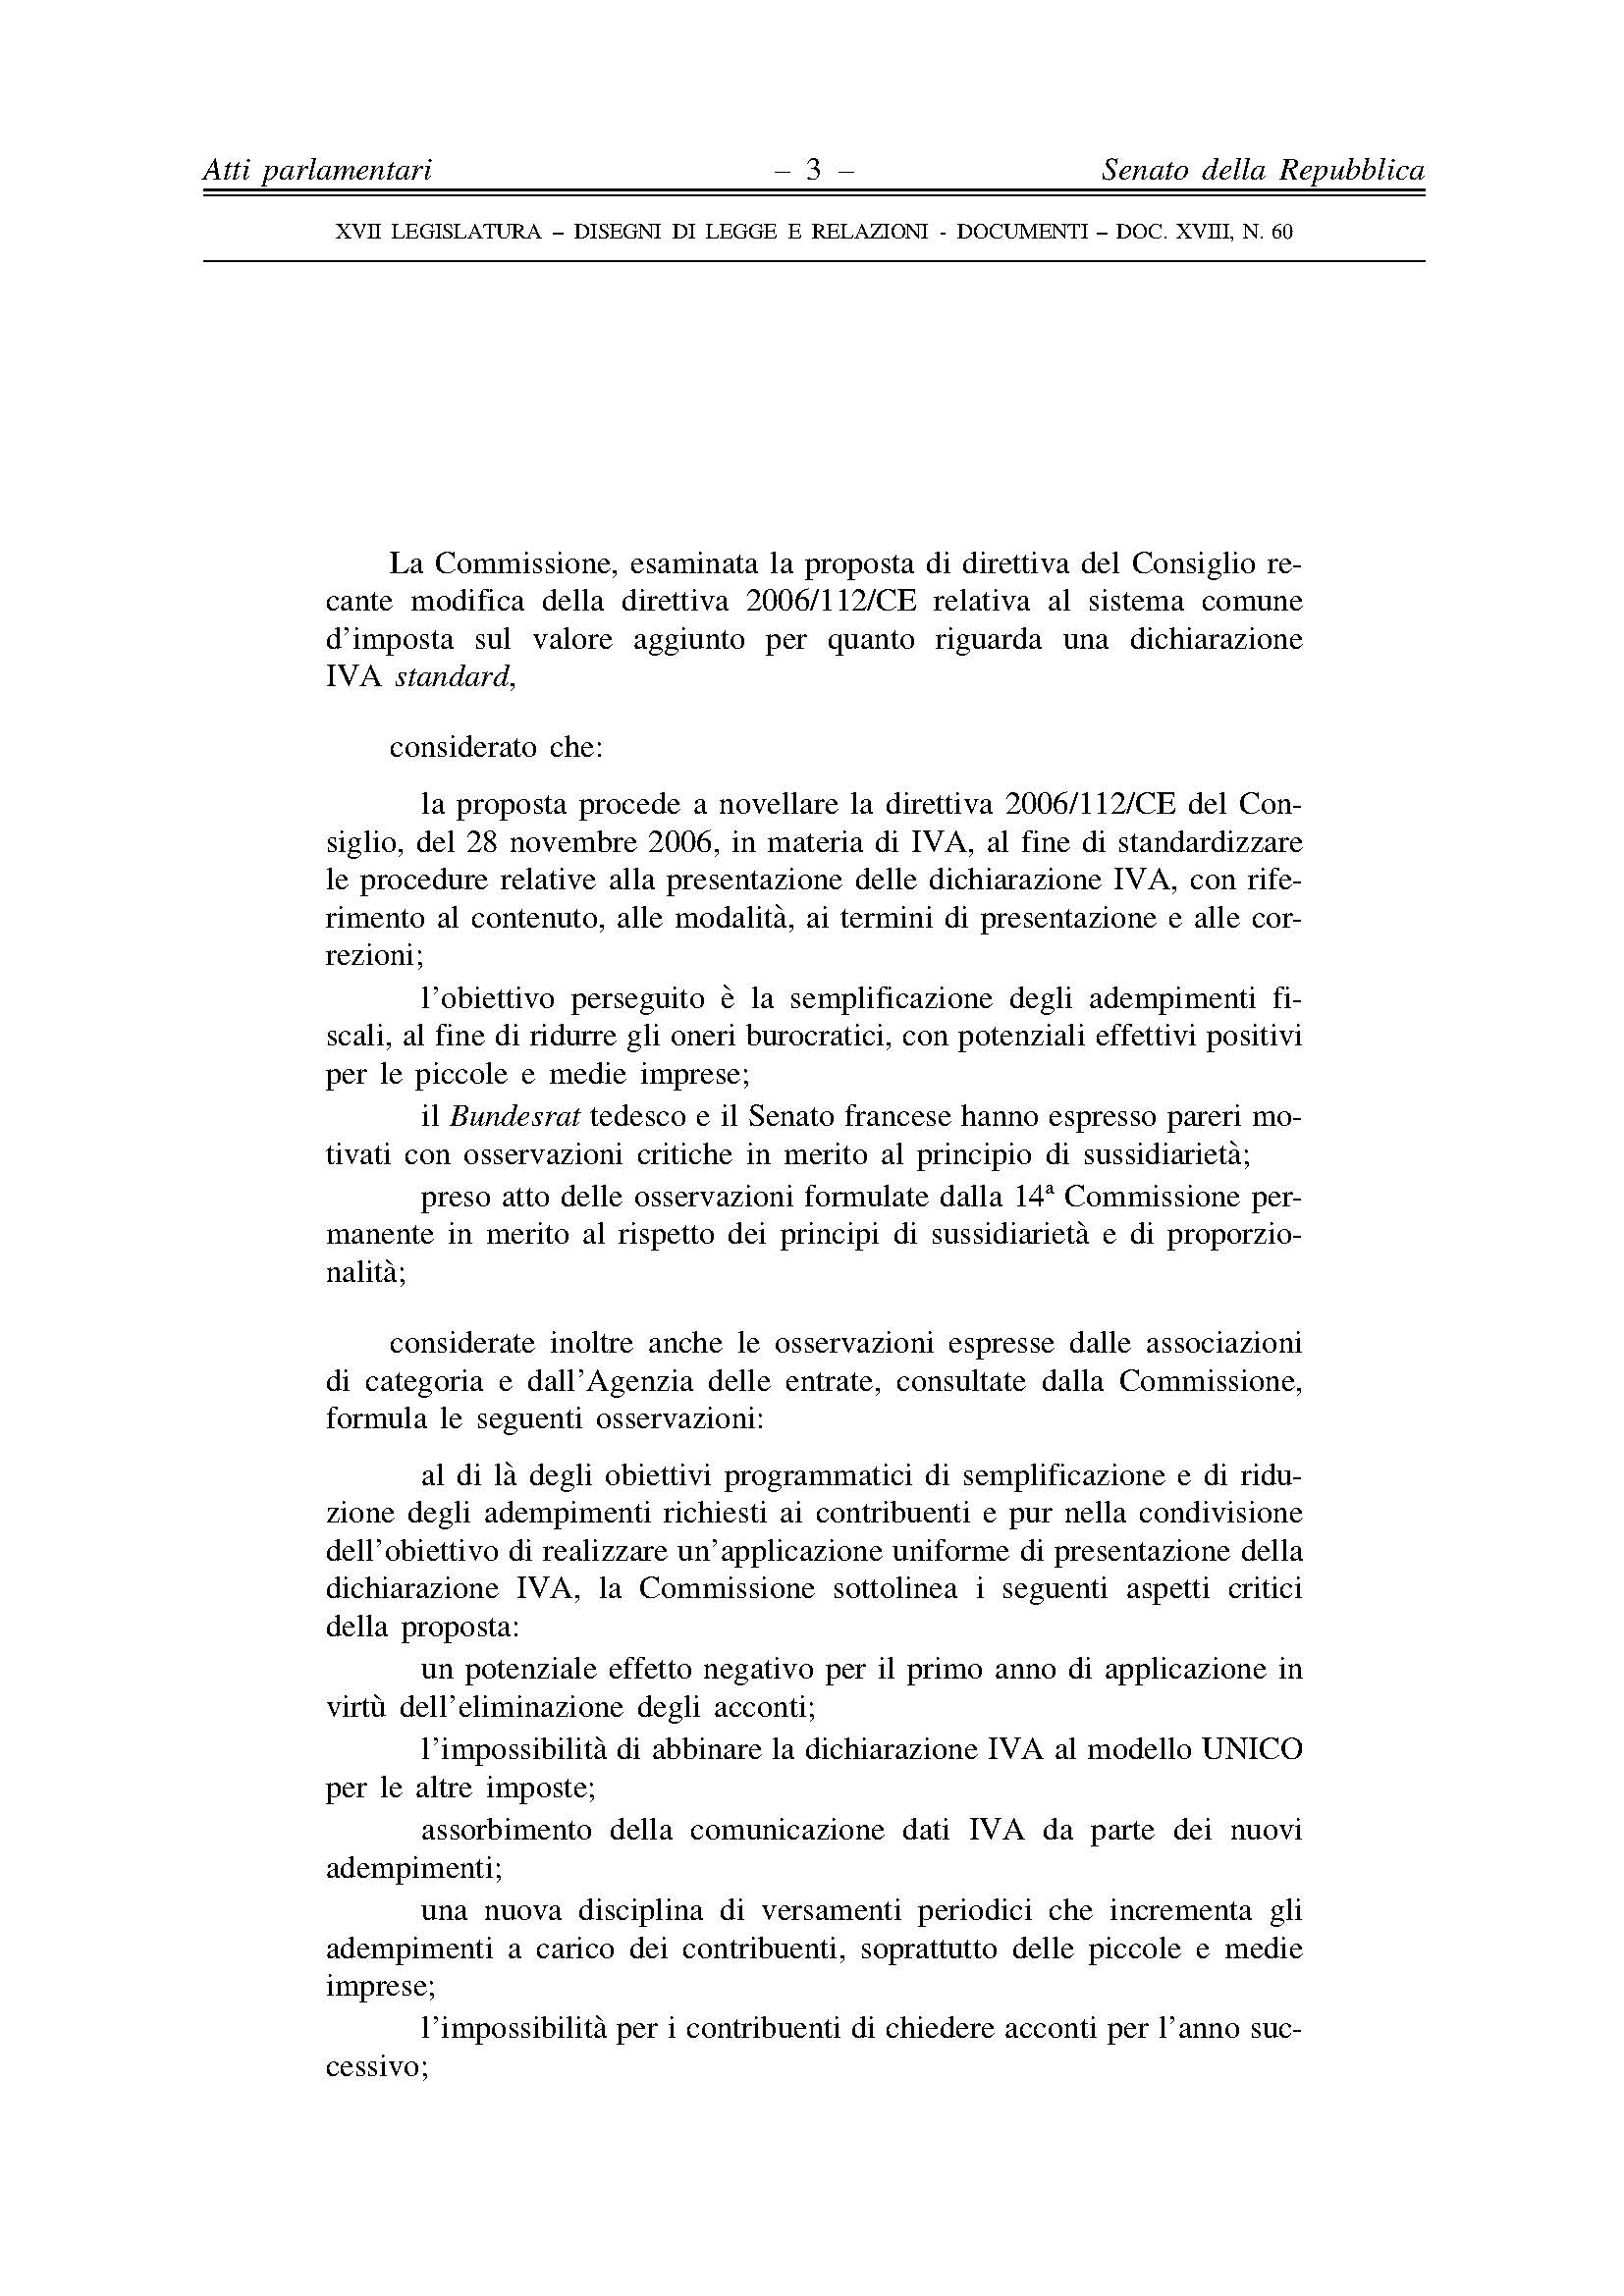 Atti parlamentari – 3 – Senato della Repubblica
XVII LEGISLATURA – DISEGNI DI LEGGE E RELAZIONI - DOCUMENTI – DOC. XVIII, N. 60
La Commissione, esaminata la proposta di direttiva del Consiglio re-
cante modifica della direttiva 2006/112/CE relativa al sistema comune
d’imposta sul valore aggiunto per quanto riguarda una dichiarazione
IVA standard,
considerato che:
la proposta procede a novellare la direttiva 2006/112/CE del Con-
siglio, del 28 novembre 2006, in materia di IVA, al fine di standardizzare
le procedure relative alla presentazione delle dichiarazione IVA, con rife-
rimento al contenuto, alle modalità, ai termini di presentazione e alle cor-
rezioni;
l’obiettivo perseguito è la semplificazione degli adempimenti fi-
scali, al fine di ridurre gli oneri burocratici, con potenziali effettivi positivi
per le piccole e medie imprese;
il Bundesrat tedesco e il Senato francese hanno espresso pareri mo-
tivati con osservazioni critiche in merito al principio di sussidiarietà;
preso atto delle osservazioni formulate dalla 14ª Commissione per-
manente in merito al rispetto dei principi di sussidiarietà e di proporzio-
nalità;
considerate inoltre anche le osservazioni espresse dalle associazioni
di categoria e dall’Agenzia delle entrate, consultate dalla Commissione,
formula le seguenti osservazioni:
al di là degli obiettivi programmatici di semplificazione e di ridu-
zione degli adempimenti richiesti ai contribuenti e pur nella condivisione
dell’obiettivo di realizzare un’applicazione uniforme di presentazione della
dichiarazione IVA, la Commissione sottolinea i seguenti aspetti critici
della proposta:
un potenziale effetto negativo per il primo anno di applicazione in
virtù dell’eliminazione degli acconti;
l’impossibilità di abbinare la dichiarazione IVA al modello UNICO
per le altre imposte;
assorbimento della comunicazione dati IVA da parte dei nuovi
adempimenti;
una nuova disciplina di versamenti periodici che incrementa gli
adempimenti a carico dei contribuenti, soprattutto delle piccole e medie
imprese;
l’impossibilità per i contribuenti di chiedere acconti per l’anno suc-
cessivo;